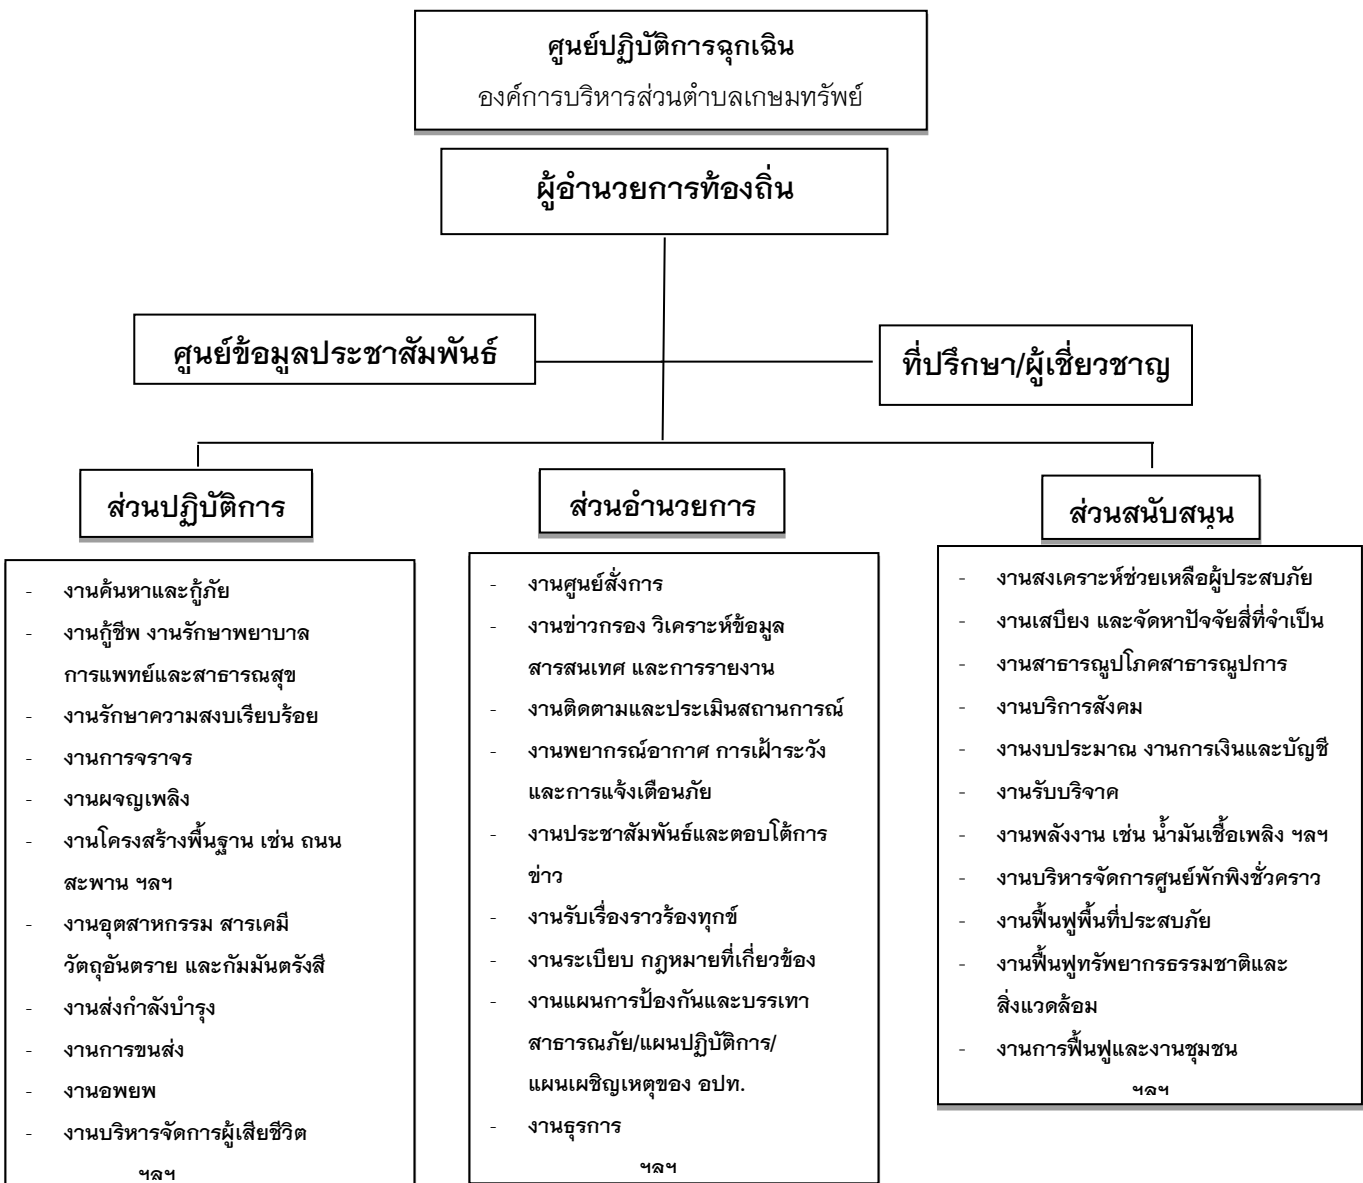 ศูนย์ปฏิบัติการฉุกเฉิน
องค์การบริหารส่วนตำบลเกษมทรัพย์
ผู้อำนวยการท้องถิ่น
ศูนย์ข้อมูลประชาสัมพันธ์
ที่ปรึกษา/ผู้เชี่ยวชาญ
ส่วนปฏิบัติการ
- งานค้นหาและกู้ภัย
- งานกู้ชีพ งานรักษาพยาบาล
การแพทย์และสาธารณสุข
- งานรักษาความสงบเรียบร้อย
- งานการจราจร
- งานผจญเพลิง
- งานโครงสร้างพื้นฐาน เช่น ถนน
สะพาน ฯลฯ
- งานอุตสาหกรรม สารเคมี
วัตถุอันตราย และกัมมันตรังสี
- งานส่งกำลังบำรุง
- งานการขนส่ง
- งานอพยพ
- งานบริหารจัดการผู้เสียชีวิต
ฯลฯ
ส่วนอำนวยการ
- งานศูนย์สั่งการ
- งานข่าวกรอง วิเคราะห์ข้อมูล
สารสนเทศ และการรายงาน
- งานติดตามและประเมินสถานการณ์
- งานพยากรณ์อากาศ การเฝ้าระวัง
และการแจ้งเตือนภัย
- งานประชาสัมพันธ์และตอบโต้การ
ข่าว
- งานรับเรื่องราวร้องทุกข์
- งานระเบียบ กฎหมายที่เกี่ยวข้อง
- งานแผนการป้องกันและบรรเทา
สาธารณภัย/แผนปฏิบัติการ/
แผนเผชิญเหตุของ อปท.
- งานธุรการ
ฯลฯ
ส่วนสนับสนุน
- งานสงเคราะห์ช่วยเหลือผู้ประสบภัย
- งานเสบียง และจัดหาปัจจัยสี่ที่จำเป็น
- งานสาธารณูปโภคสาธารณูปการ
- งานบริการสังคม
- งานงบประมาณ งานการเงินและบัญชี
- งานรับบริจาค
- งานพลังงาน เช่น น้ำมันเชื้อเพลิง ฯลฯ
- งานบริหารจัดการศูนย์พักพิงชั่วคราว
- งานฟื้นฟูพื้นที่ประสบภัย
- งานฟื้นฟูทรัพยากรธรรมชาติและ
สิ่งแวดล้อม
- งานการฟื้นฟูและงานชุมชน
ฯลฯ